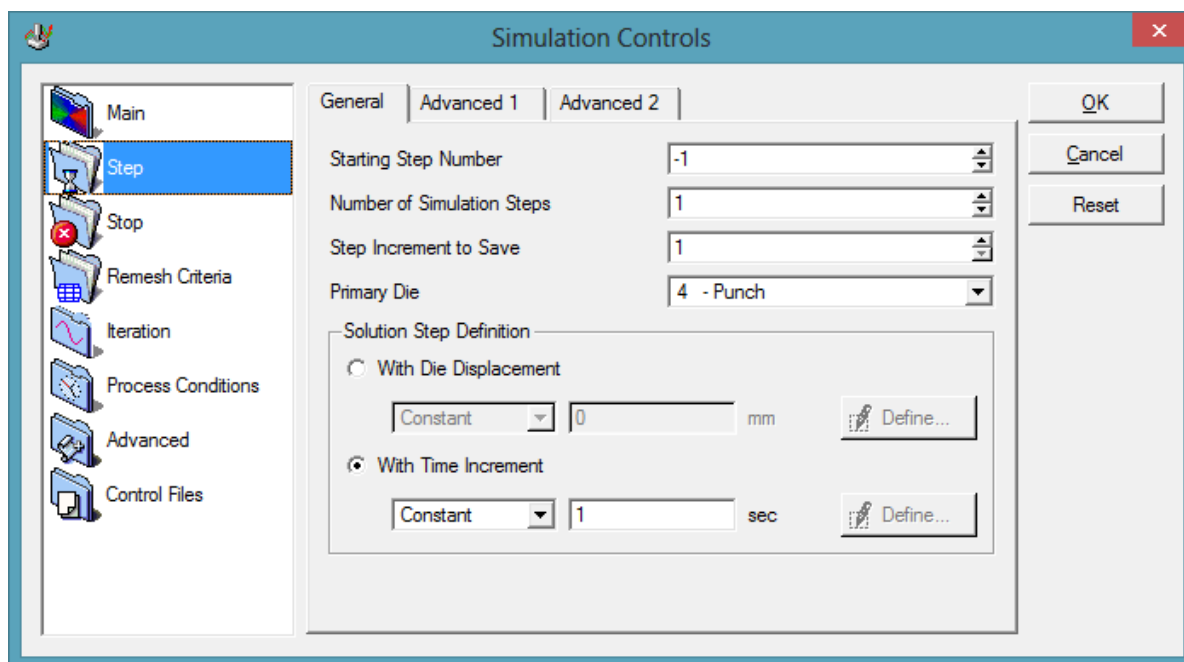 Simulation Controls
Main
Step
Stop
Remesh Criteria
Iteration
Process Conditions
Advanced
Control Files
General Advanced 1 Advanced 2
Starting Step Number -1
Number of Simulation Steps 1
Step Increment to Save 1
Primary Die 4 - Punch
Solution Step Definition
With Die Displacement
Constant 0 mm Define...
With Time Increment
Constant 1 sec Define...
OK
Cancel
Reset